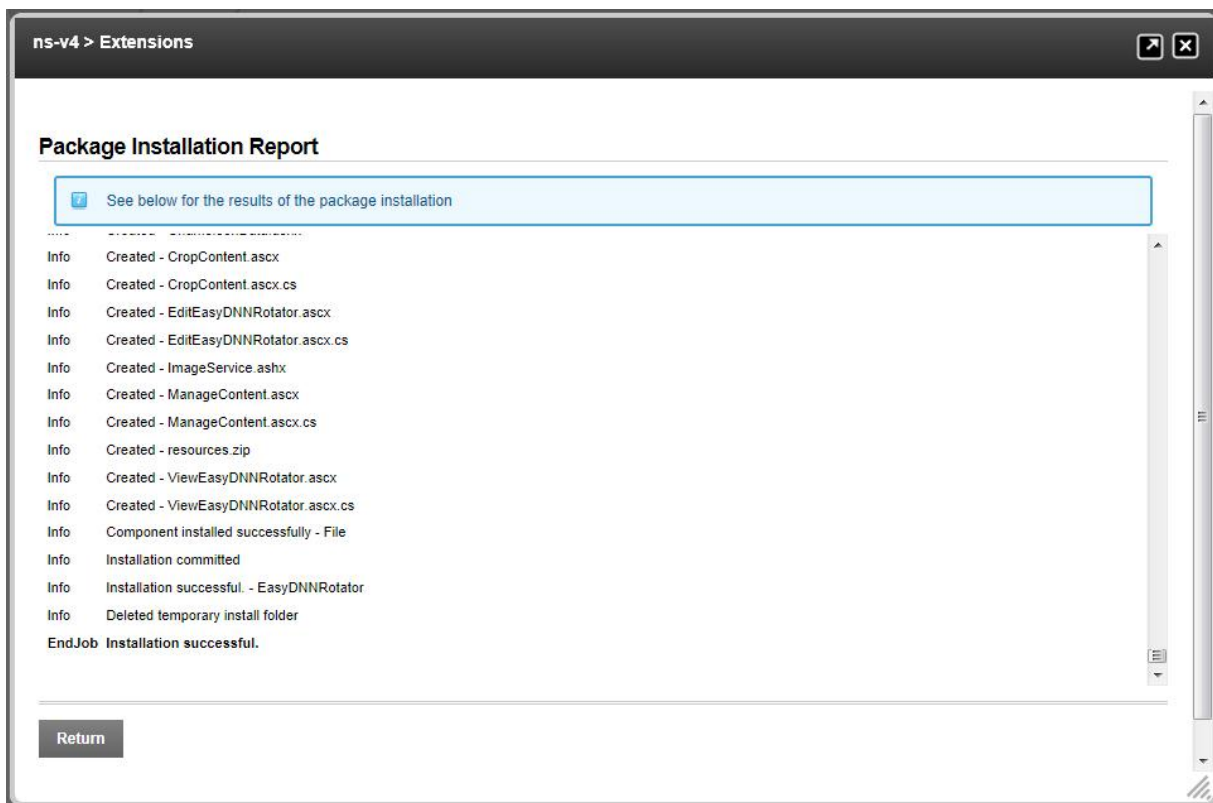 ns-v4 > Extensions
Package Installation Report
See below for the results of the package installation
Info Created - CropContent.ascx
Info Created - CropContent.ascx.cs
Info Created - EditEasyDNNRotator.ascx
Info Created - EditEasyDNNRotator.ascx.cs
Info Created - ImageService.ashx
Info Created - ManageContent.ascx
Info Created - ManageContent.ascx.cs
Info Created - resources.zip
Info Created - ViewEasyDNNRotator.ascx
Info Created - ViewEasyDNNRotator.ascx.cs
Info Component installed successfully - File
Info Installation committed
Info Installation successful. - EasyDNNRotator
Info Deleted temporary install folder
EndJob Installation successful.
Return